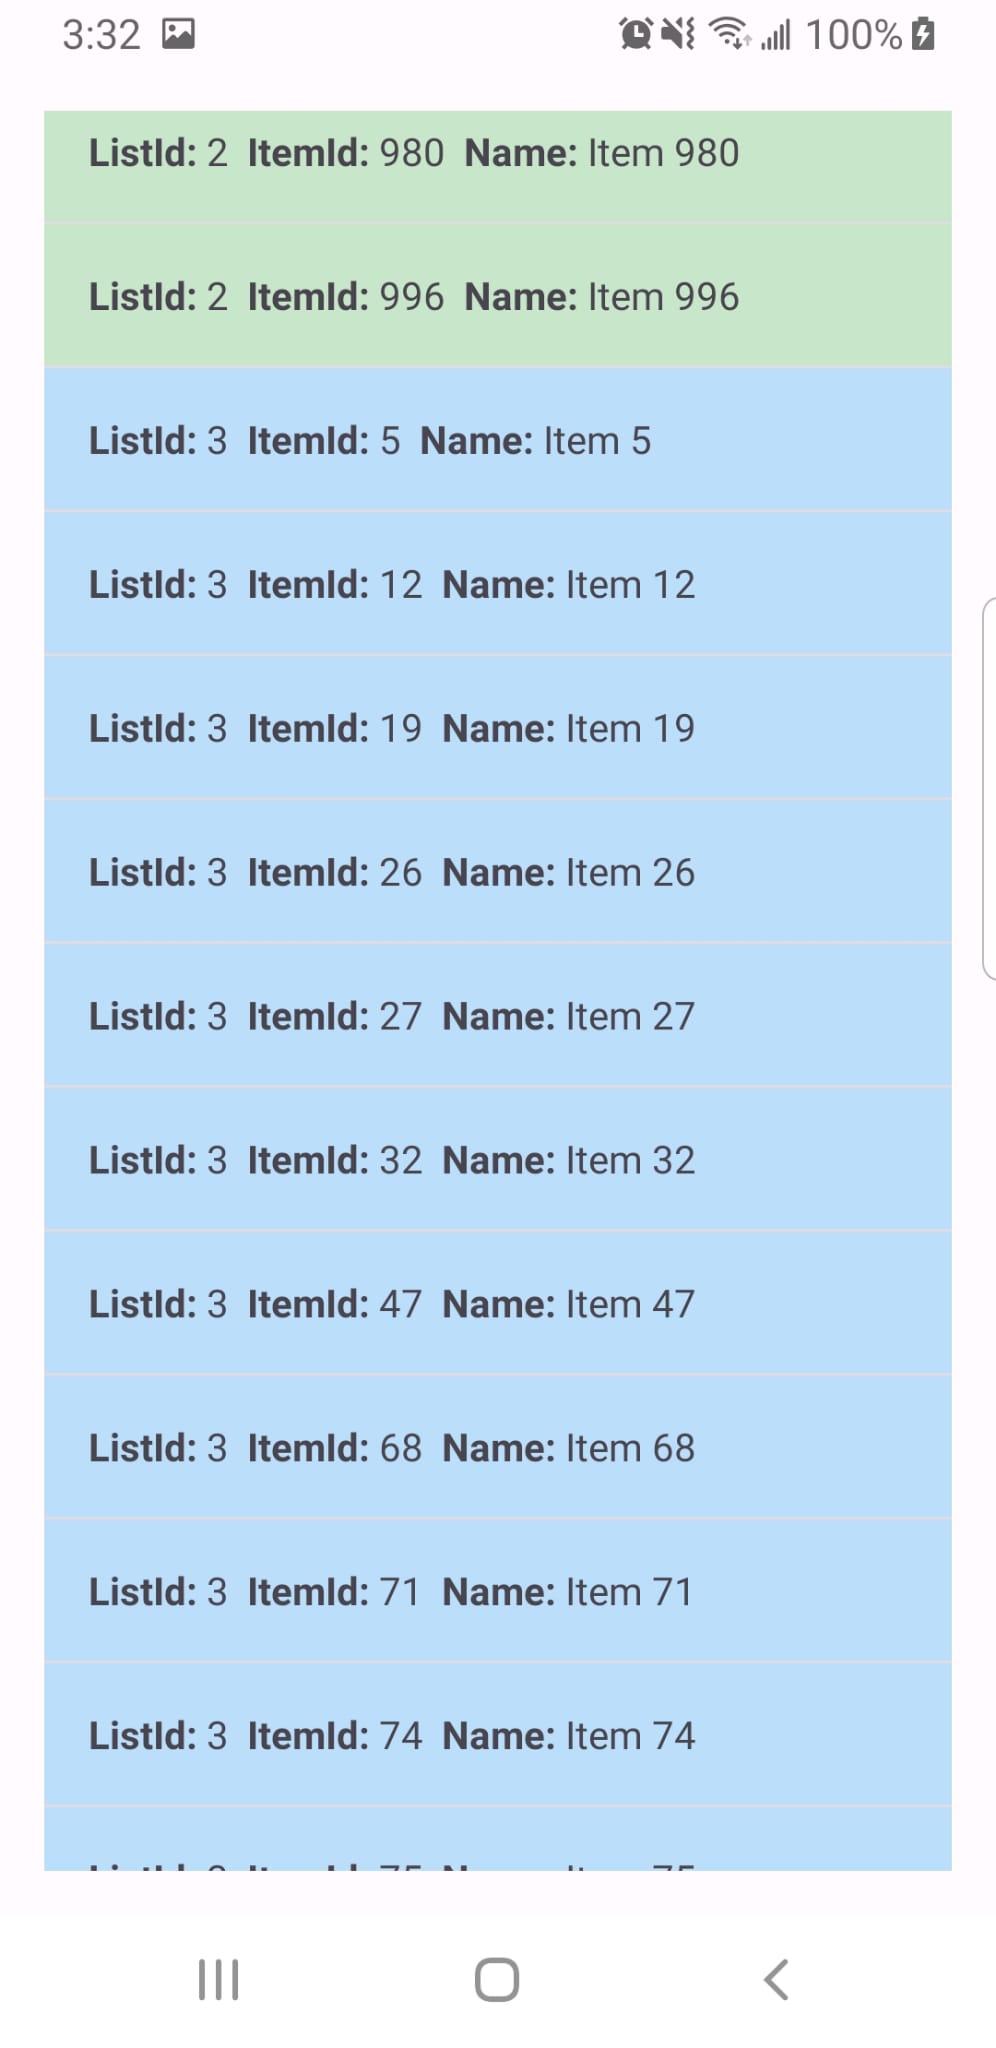 3:32 100%
ListId: 2 ItemId: 980 Name: Item 980
ListId: 2 ItemId: 996 Name: Item 996
ListId: 3 ItemId: 5 Name: Item 5
ListId: 3 ItemId: 12 Name: Item 12
ListId: 3 ItemId: 19 Name: Item 19
ListId: 3 ItemId: 26 Name: Item 26
ListId: 3 ItemId: 27 Name: Item 27
ListId: 3 ItemId: 32 Name: Item 32
ListId: 3 ItemId: 47 Name: Item 47
ListId: 3 ItemId: 68 Name: Item 68
ListId: 3 ItemId: 71 Name: Item 71
ListId: 3 ItemId: 74 Name: Item 74